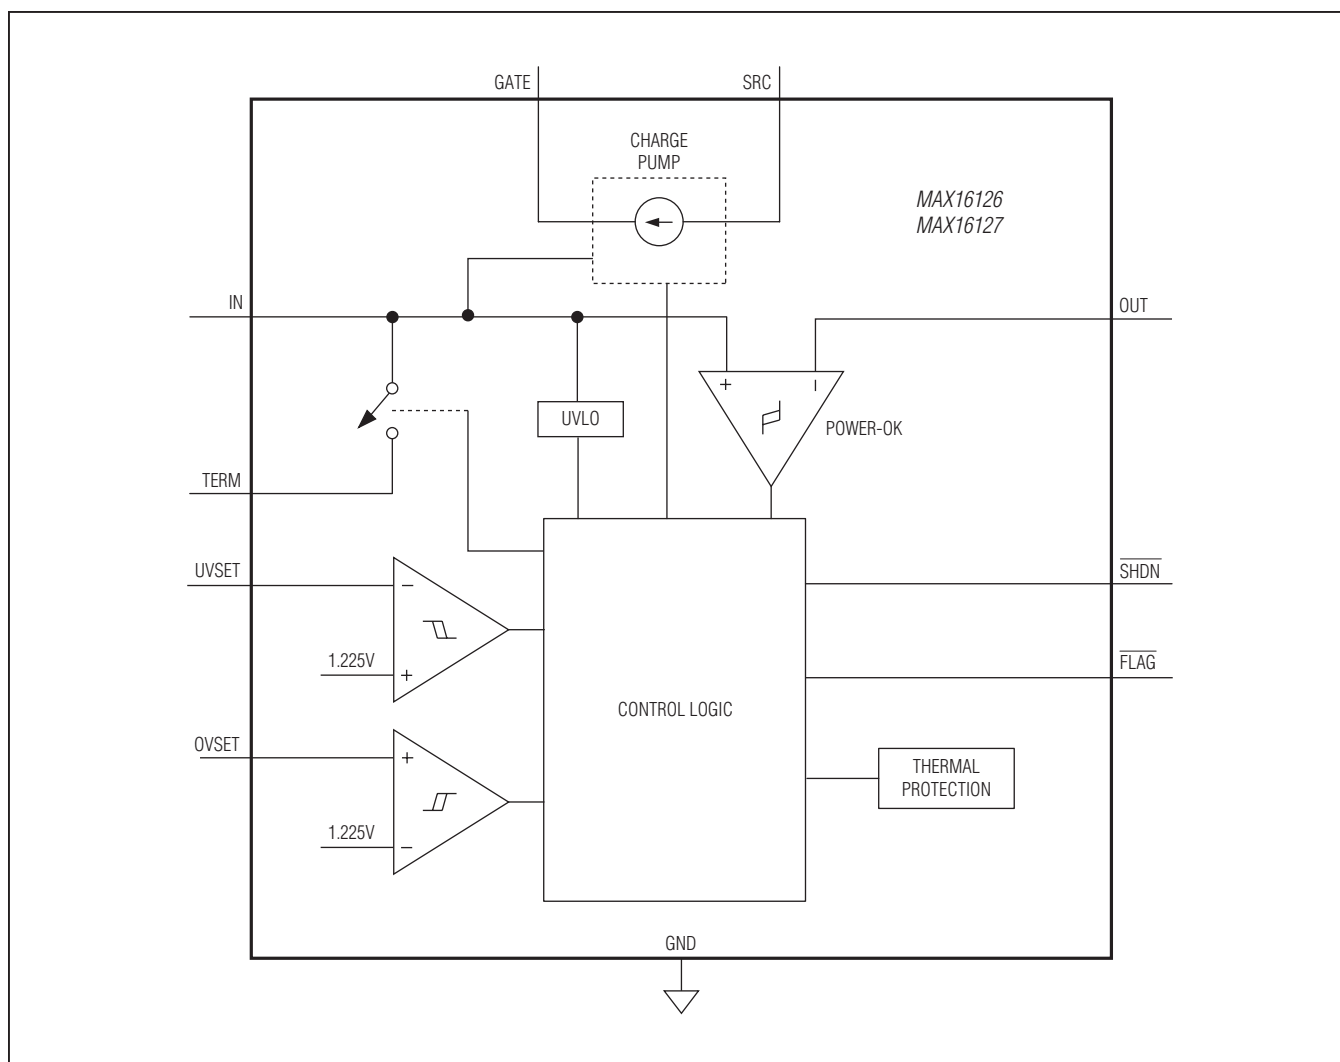 GATE
SRC
CHARGE
PUMP
MAX16126
MAX16127
IN
OUT
+
−
UVLO
POWER-OK
TERM
UVSET
−
SHDN
1.225V
+
FLAG
CONTROL LOGIC
OVSET
+
THERMAL
PROTECTION
1.225V
−
GND